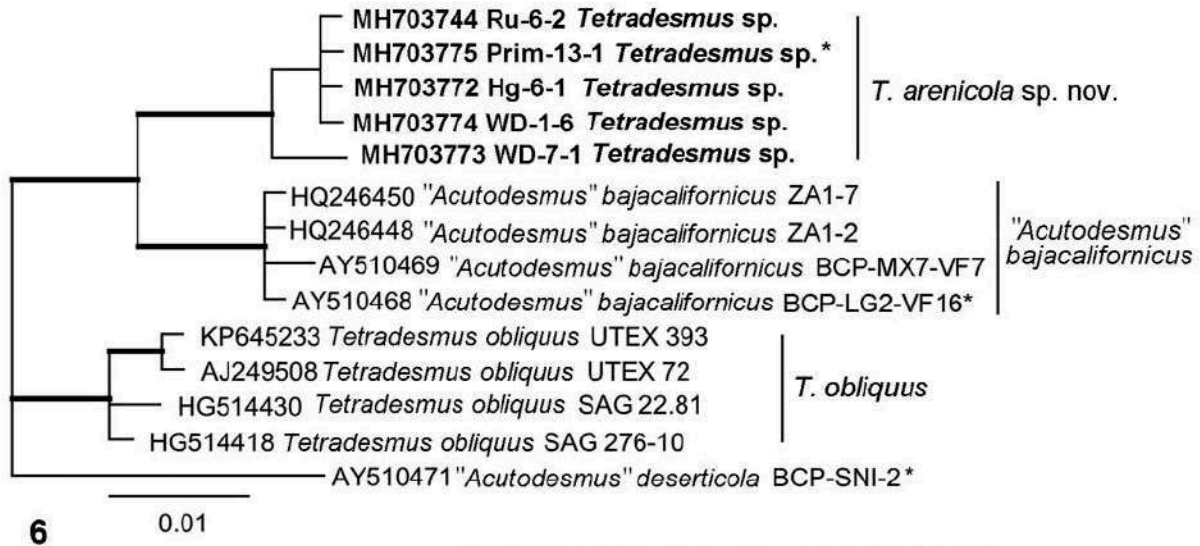 MH703744 Ru-6-2 Tetradesmus sp.
MH703775 Prim-13-1 Tetradesmus sp.*
MH703772 Hg-6-1 Tetradesmus sp.
T. arenicola sp. nov.
MH703774 WD-1-6 Tetradesmus sp.
MH703773 WD-7-1 Tetradesmus sp.
HQ246450 "Acutodesmus" bajacalifornicus ZA1-7
HQ246448 "Acutodesmus" bajacalifornicus ZA1-2
"Acutodesmus"
bajacalifornicus
AY510469 "Acutodesmus" bajacalifornicus BCP-MX7-VF7
AY510468 "Acutodesmus" bajacalifornicus BCP-LG2-VF16*
KP645233 Tetradesmus obliquus UTEX 393
AJ249508 Tetradesmus obliquus UTEX 72
T. obliquus
HG514430 Tetradesmus obliquus SAG 22.81
HG514418 Tetradesmus obliquus SAG 276-10
AY510471 "Acutodesmus" deserticola BCP-SNI-2*
0.01
6